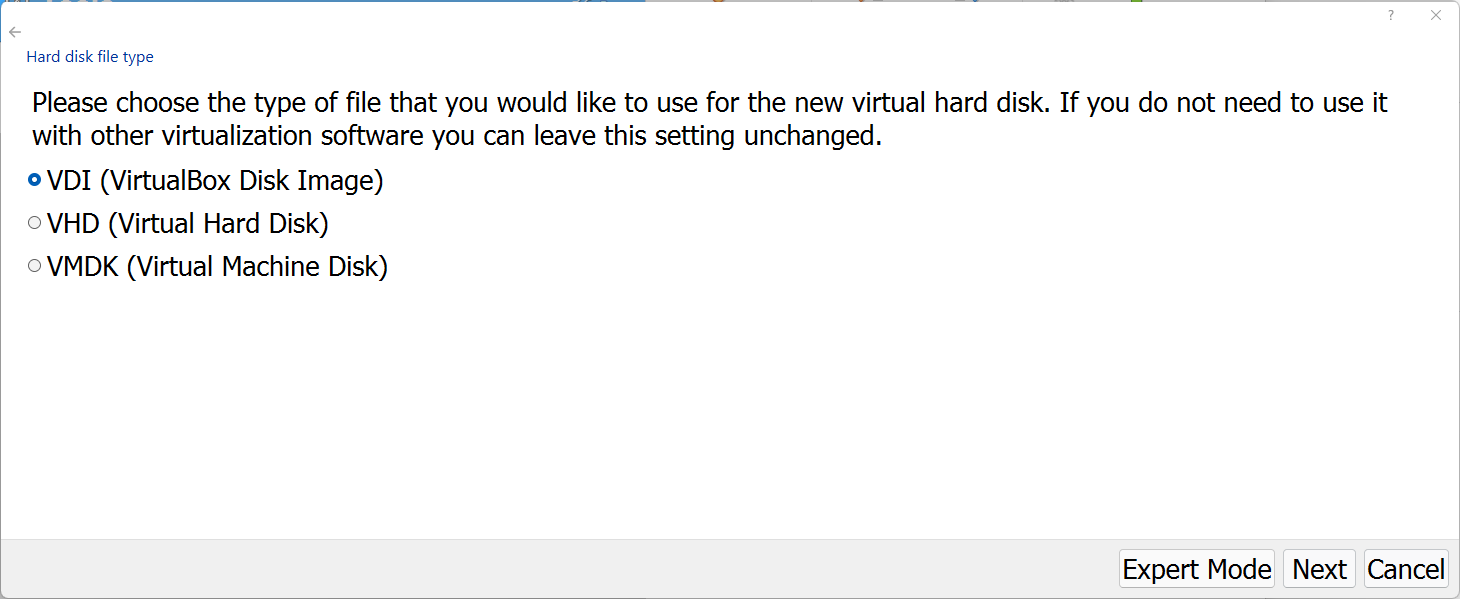 ?
Hard disk file type
Please choose the type of file that you would like to use for the new virtual hard disk. If you do not need to use it
with other virtualization software you can leave this setting unchanged.
VDI (VirtualBox Disk Image)
VHD (Virtual Hard Disk)
VMDK (Virtual Machine Disk)
Expert Mode Next Cancel